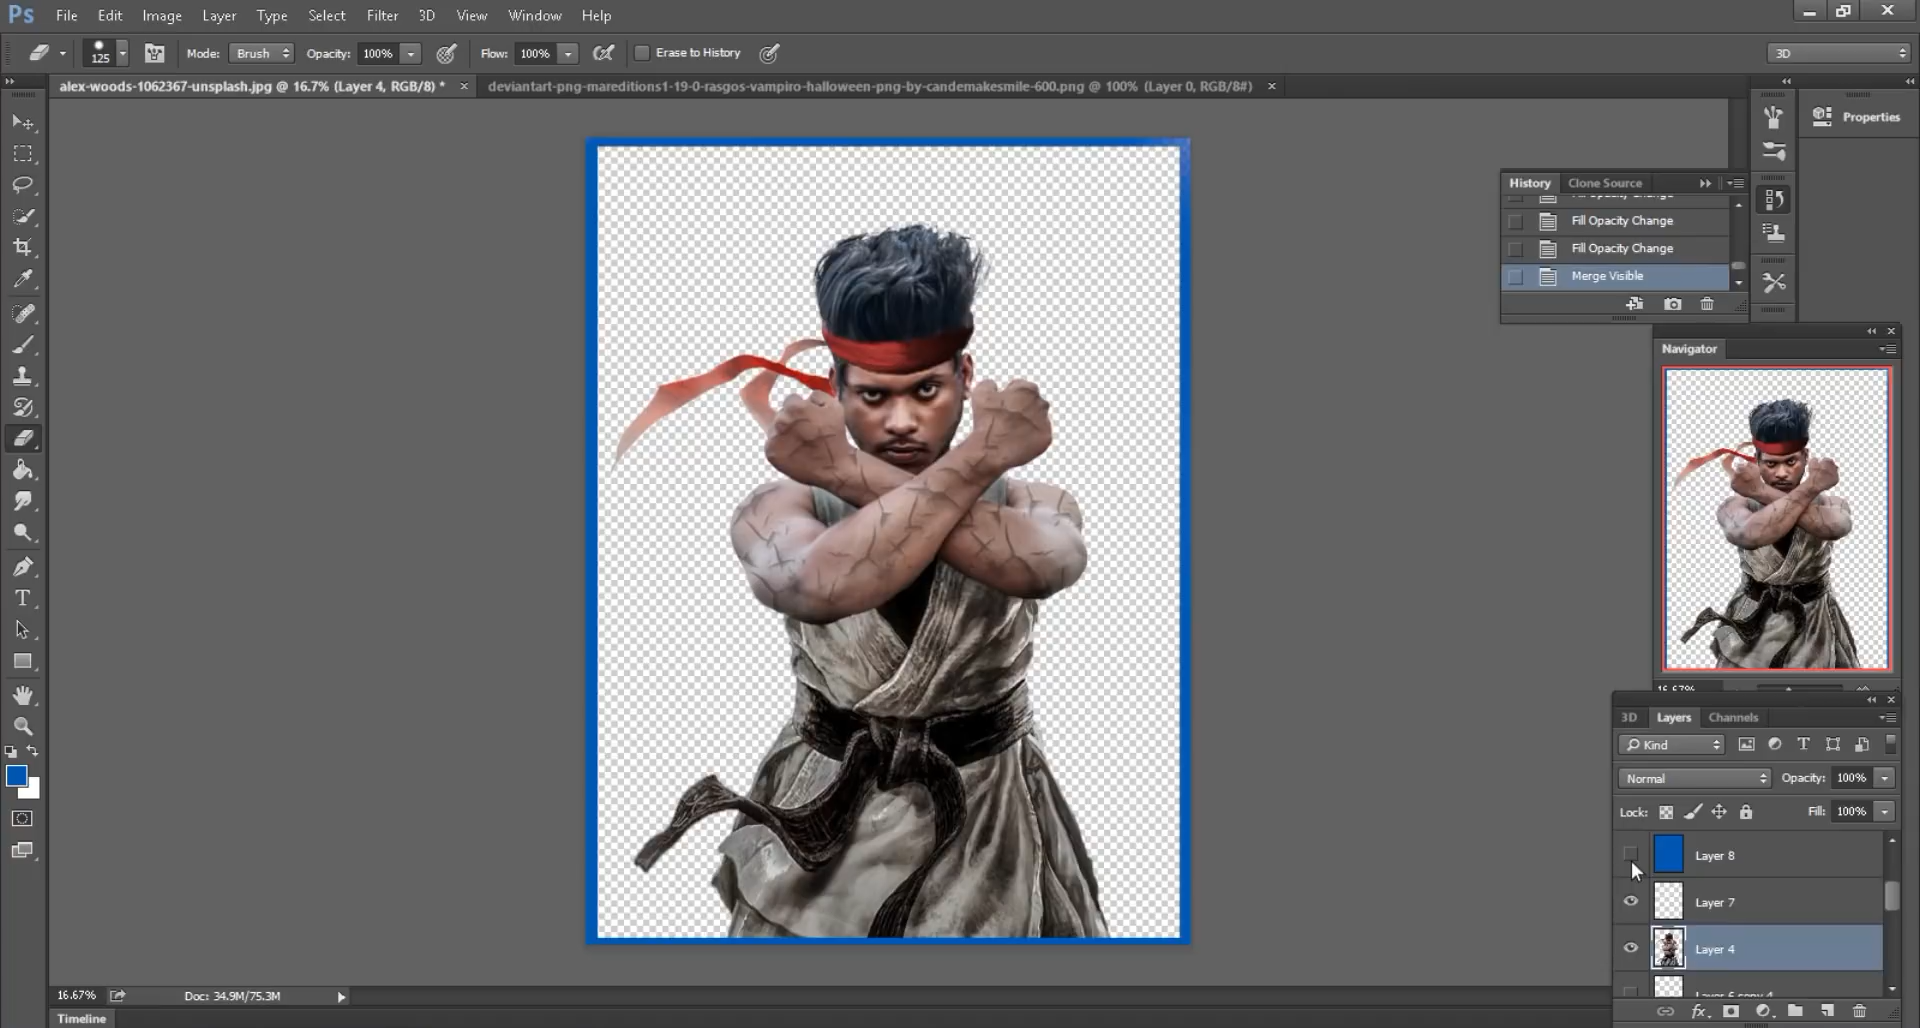 Ps File Edit Image Layer Type Select Filter 3D View Window Help
125 Mode: Brush Opacity: 100% Flow: 100% Erase to History 3D
alex-woods-1062367-unsplash.jpg @ 16.7% (Layer 4, RGB/8) * × deviantart-png-mareditions1-19-0-rasgos-vampiro-halloween-png-by-candemakesmile-600.png @ 100% (Layer 0, RGB/8#) ×
Properties
History Clone Source
Fill Opacity Change
Fill Opacity Change
Fill Opacity Change
Merge Visible
Navigator
16.67%
3D Layers Channels
Kind
Normal Opacity: 100%
Lock: Fill: 100%
Layer 8
Layer 7
Layer 4
Layer 6 copy 4
16.67% Doc: 34.9M/75.3M
Timeline